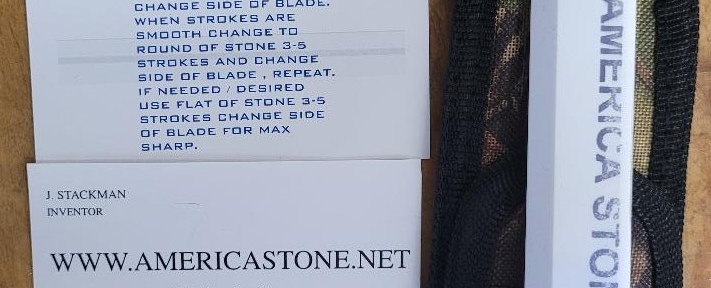 CHANGE SIDE OF BLADE.
WHEN STROKES ARE
SMOOTH CHANGE TO
ROUND OF STONE 3-5
STROKES AND CHANGE
SIDE OF BLADE , REPEAT.
IF NEEDED / DESIRED
USE FLAT OF STONE 3-5
STROKES CHANGE SIDE
OF BLADE FOR MAX
SHARP.
J. STACKMAN
INVENTOR
WWW.AMERICASTONE.NET
AMERICA STO